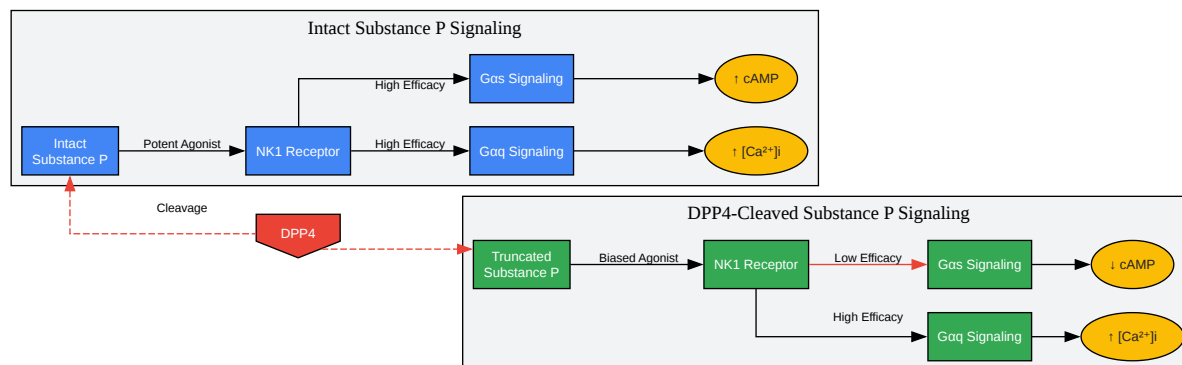 Intact Substance P Signaling
Gαs Signaling
↑ cAMP
High Efficacy
Intact
Substance P
Potent Agonist
NK1 Receptor
High Efficacy
Gαq Signaling
↑ [Ca²⁺]i
Cleavage
DPP4
DPP4-Cleaved Substance P Signaling
Truncated
Substance P
Biased Agonist
NK1 Receptor
Low Efficacy
Gαs Signaling
↓ cAMP
High Efficacy
Gαq Signaling
↑ [Ca²⁺]i